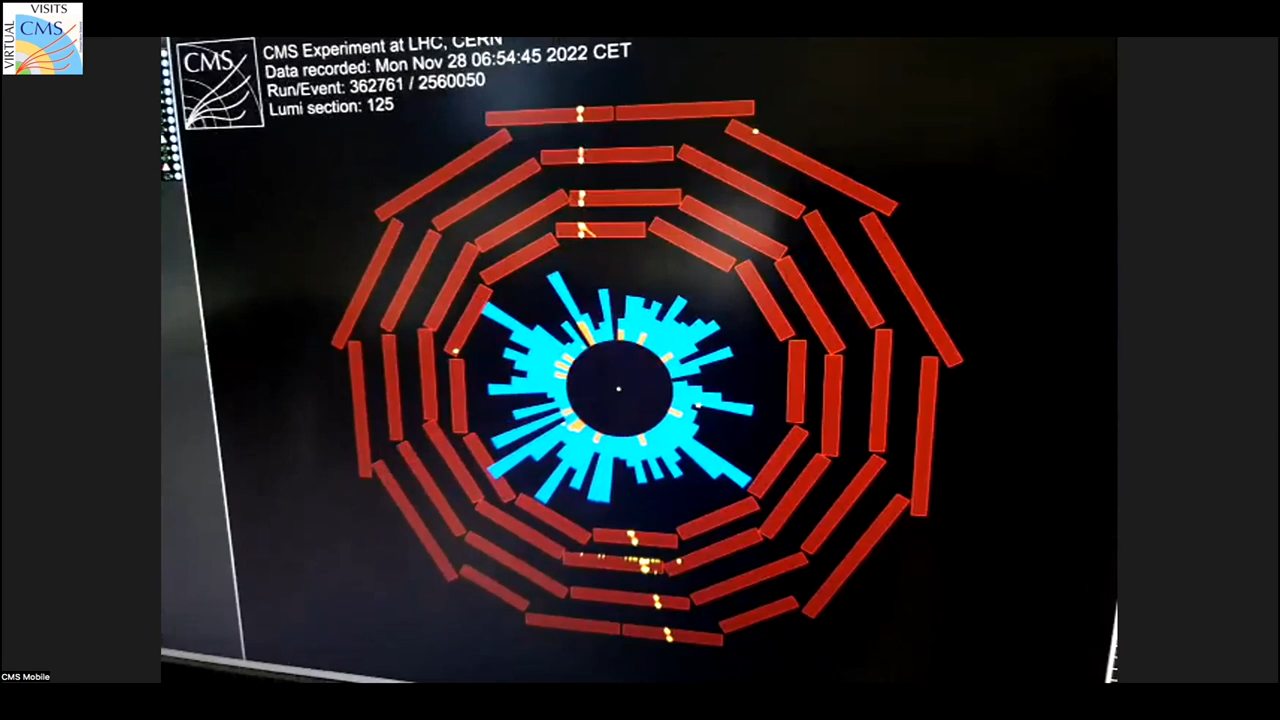 VISITS
VIRTUAL
CMS
CMS
CMS Experiment at LHC, CERN
Data recorded: Mon Nov 28 06:54:45 2022 CET
Run/Event: 362761 / 2560050
Lumi section: 125
CMS Mobile